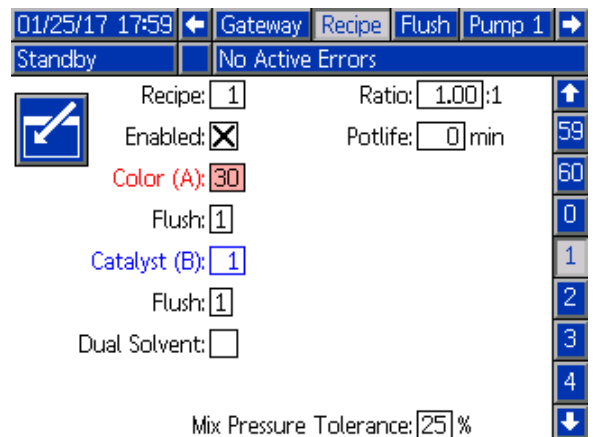 01/25/17 17:59 Gateway Recipe Flush Pump 1
Standby No Active Errors
Recipe: 1 Ratio: 1.00:1
Enabled: Potlife: 0 min 59
Color (A): 30 60
Flush: 1 0
Catalyst (B): 1 1
Flush: 1 2
Dual Solvent: 3
4
Mix Pressure Tolerance: 25 %